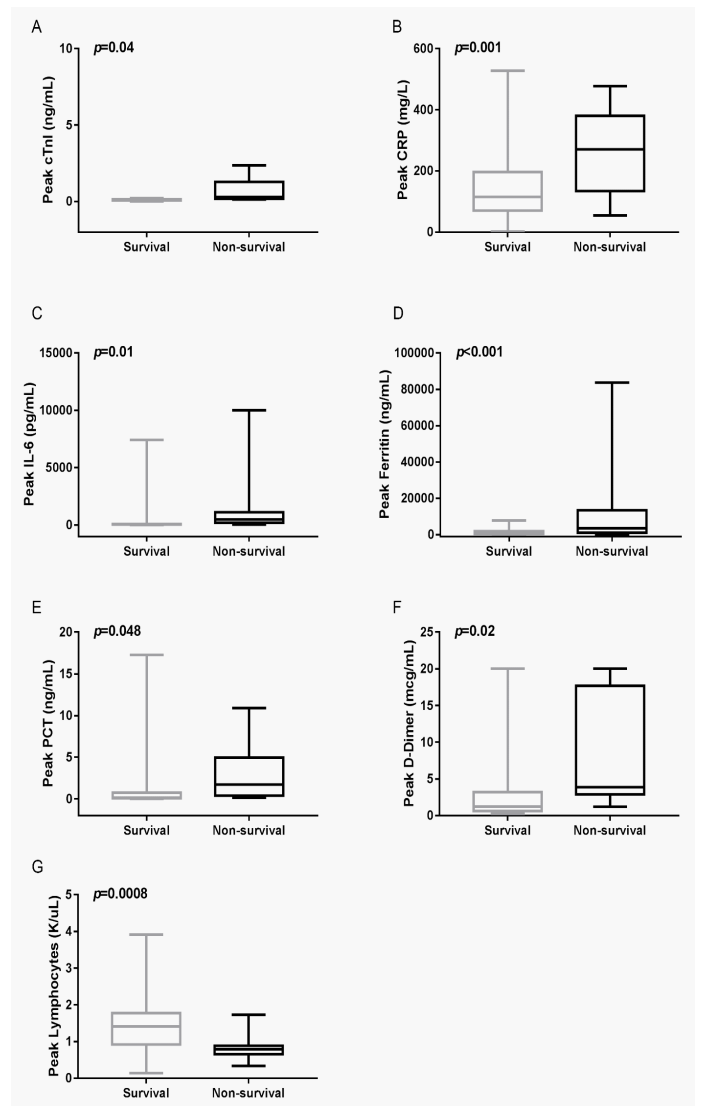 A
p=0.04
Peak cTnI (ng/mL)
10
5
0
Survival Non-survival
B
p=0.001
Peak CRP (mg/L)
600
400
200
0
Survival Non-survival
C
p=0.01
Peak IL-6 (pg/mL)
15000
10000
5000
0
Survival Non-survival
D
p<0.001
Peak Ferritin (ng/mL)
100000
80000
60000
40000
20000
0
Survival Non-survival
E
p=0.048
Peak PCT (ng/mL)
20
15
10
5
0
Survival Non-survival
F
p=0.02
Peak D-Dimer (mcg/mL)
25
20
15
10
5
0
Survival Non-survival
G
p=0.0008
Peak Lymphocytes (K/uL)
5
4
3
2
1
0
Survival Non-survival